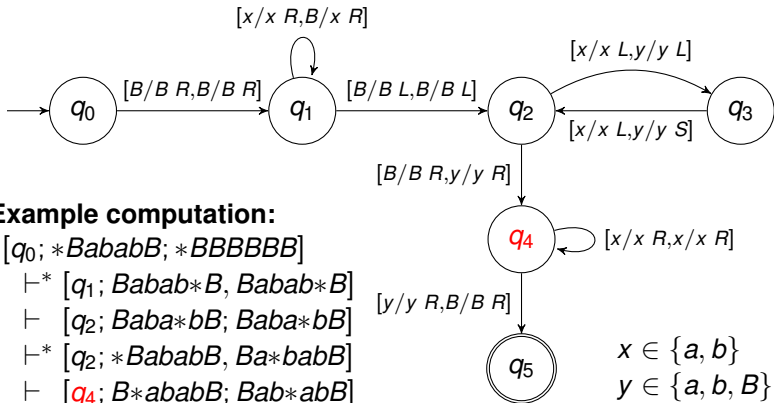 [x/x R,B/x R]
[x/x L,y/y L]
q0
[B/B R,B/B R]
q1
[B/B L,B/B L]
q2
q3
[x/x L,y/y S]
[B/B R,y/y R]
Example computation:
[q0; ∗BababB; ∗BBBBBB]
q4
[x/x R,x/x R]
⊢* [q1; Babab∗B, Babab∗B]
[y/y R,B/B R]
⊢ [q2; Baba∗bB; Baba∗bB]
⊢* [q2; ∗BababB, Ba∗babB]
q5
x ∈ {a, b}
⊢ [q4; B∗ababB; Bab∗abB]
y ∈ {a, b, B}